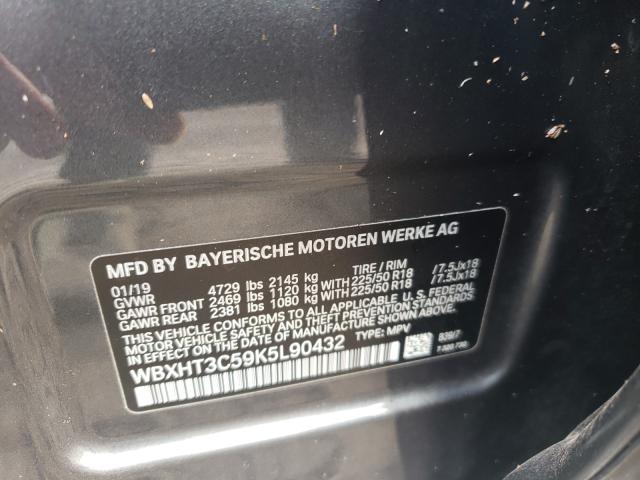 MFD BY BAYERISCHE MOTOREN WERKE AG
01/19 TIRE / RIM
GVWR 4729 lbs 2145 kg
GAWR FRONT 2469 lbs 1120 kg WITH 225/50 R18 /7.5Jx18
GAWR REAR 2381 lbs 1080 kg WITH 225/50 R18 /7.5Jx18
THIS VEHICLE CONFORMS TO ALL APPLICABLE U.S. FEDERAL
MOTOR VEHICLE SAFETY, BUMPER, AND THEFT PREVENTION
STANDARDS IN EFFECT ON THE DATE OF MANUFACTURE SHOWN ABOVE.
WBXHT3C59K5L90432 TYPE: MPV
B39/7